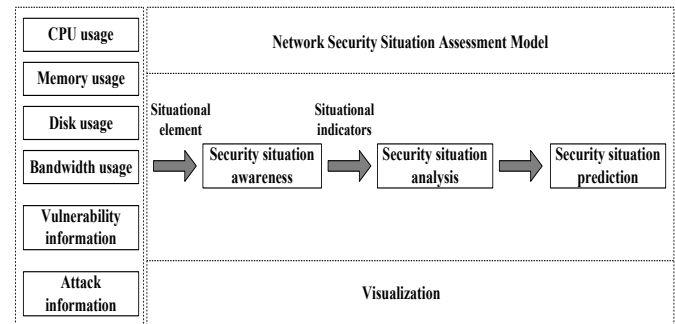 CPU usage
Memory usage
Disk usage
Bandwidth usage
Vulnerability
information
Attack
information
Network Security Situation Assessment Model
Situational
element
Security situation
awareness
Situational
indicators
Security situation
analysis
Security situation
prediction
Visualization